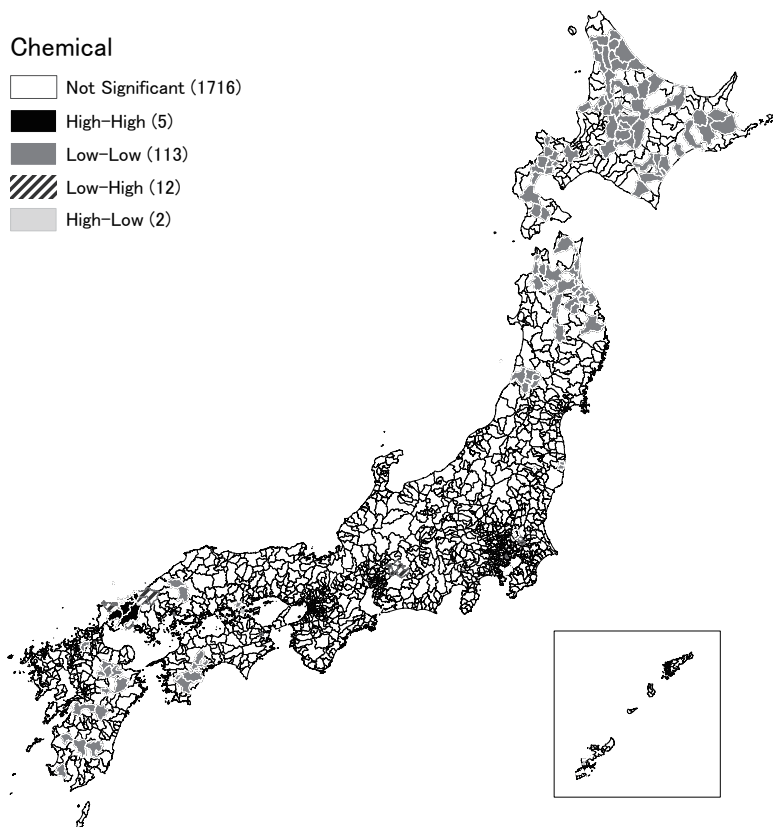 Chemical
Not Significant (1716)
High-High (5)
Low-Low (113)
Low-High (12)
High-Low (2)